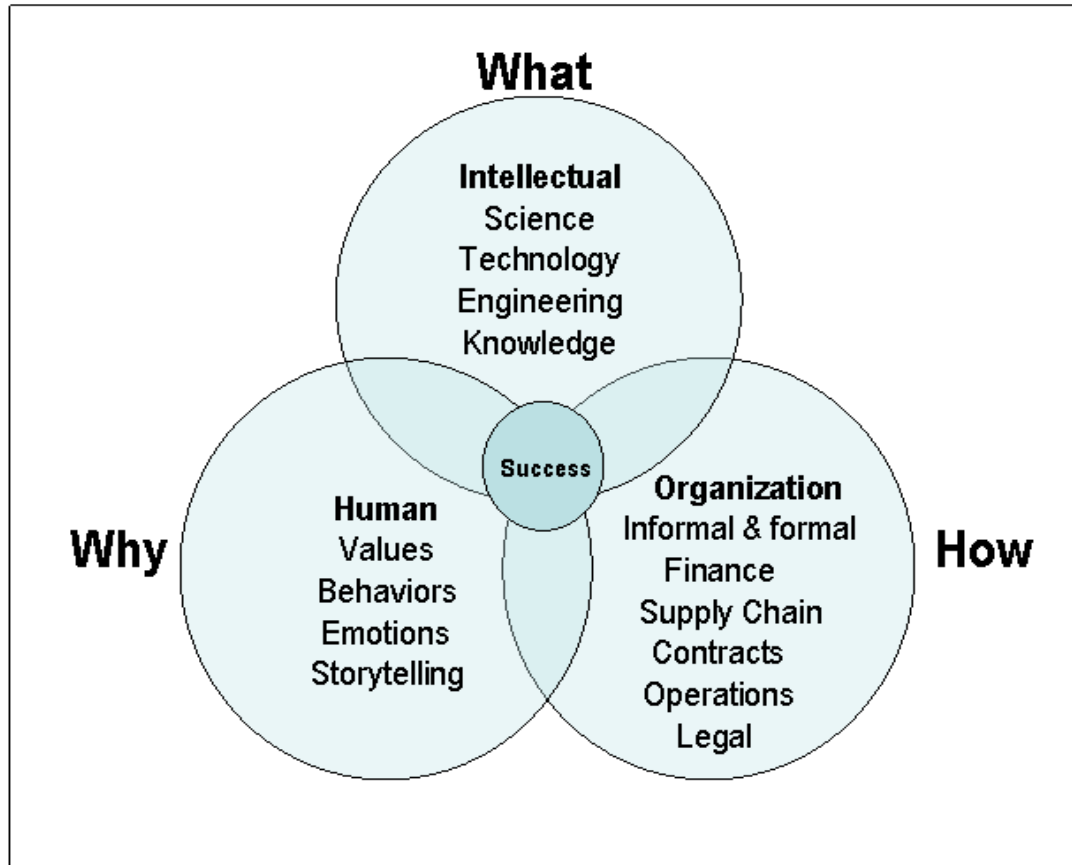 What
Intellectual
Science
Technology
Engineering
Knowledge
Success
Why
Human
Values
Behaviors
Emotions
Storytelling
Organization
Informal & formal
Finance
Supply Chain
Contracts
Operations
Legal
How